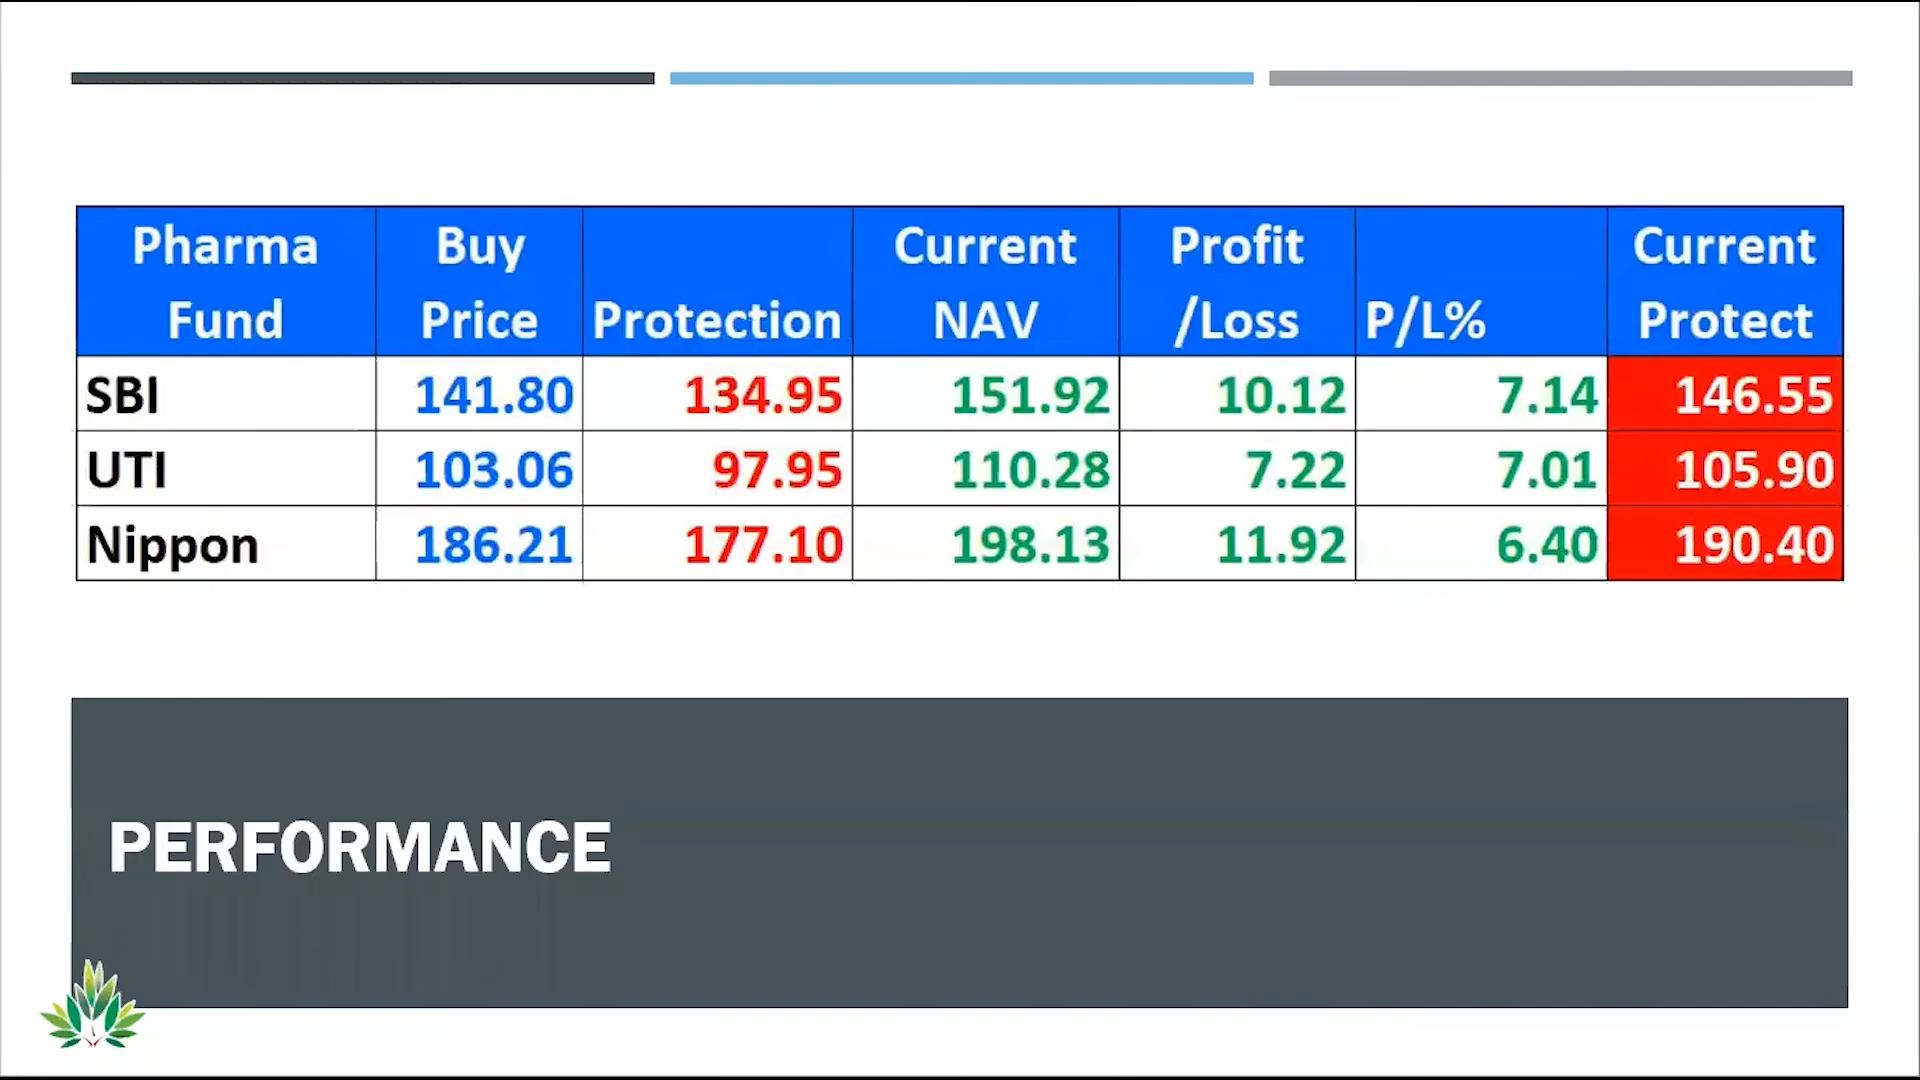 Pharma Fund Buy Price Protection Current NAV Profit /Loss P/L% Current Protect
SBI 141.80 134.95 151.92 10.12 7.14 146.55
UTI 103.06 97.95 110.28 7.22 7.01 105.90
Nippon 186.21 177.10 198.13 11.92 6.40 190.40
PERFORMANCE